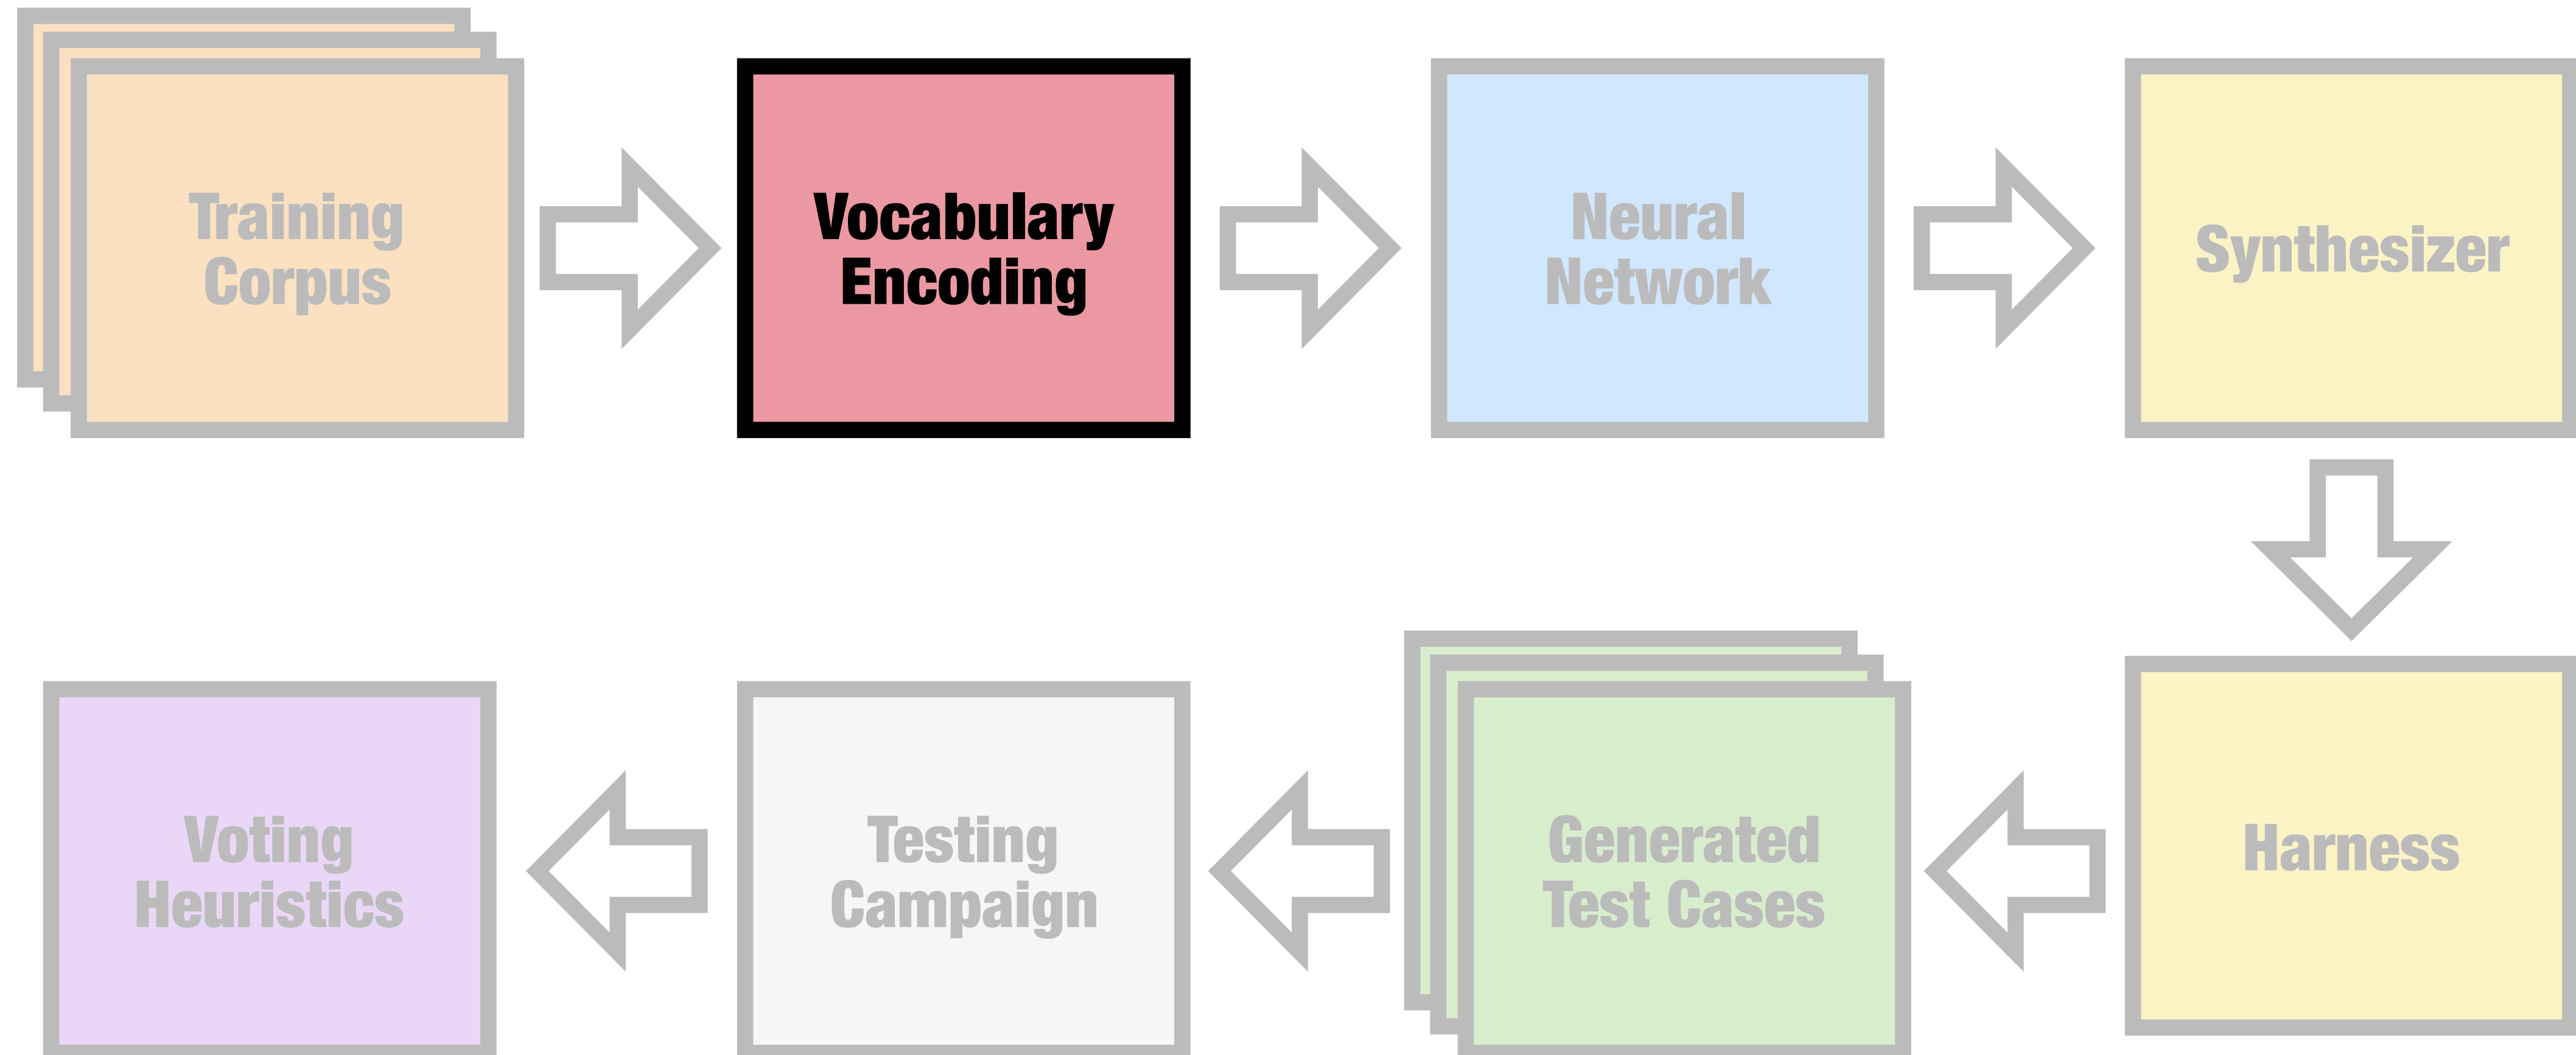 Training
Corpus
Vocabulary
Encoding
Neural
Network
Synthesizer
Voting
Heuristics
Testing
Campaign
Generated
Test Cases
Harness